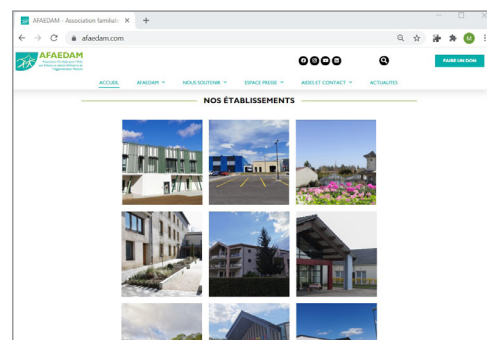 AFAEDAM - Association familiale
afaedam.com
M
AFAEDAM
FAIRE UN DON
ACCUEIL AFAEDAM NOUS SOUTENIR ESPACE PRESSE AIDES ET CONTACT ACTUALITES
NOS ÉTABLISSEMENTS